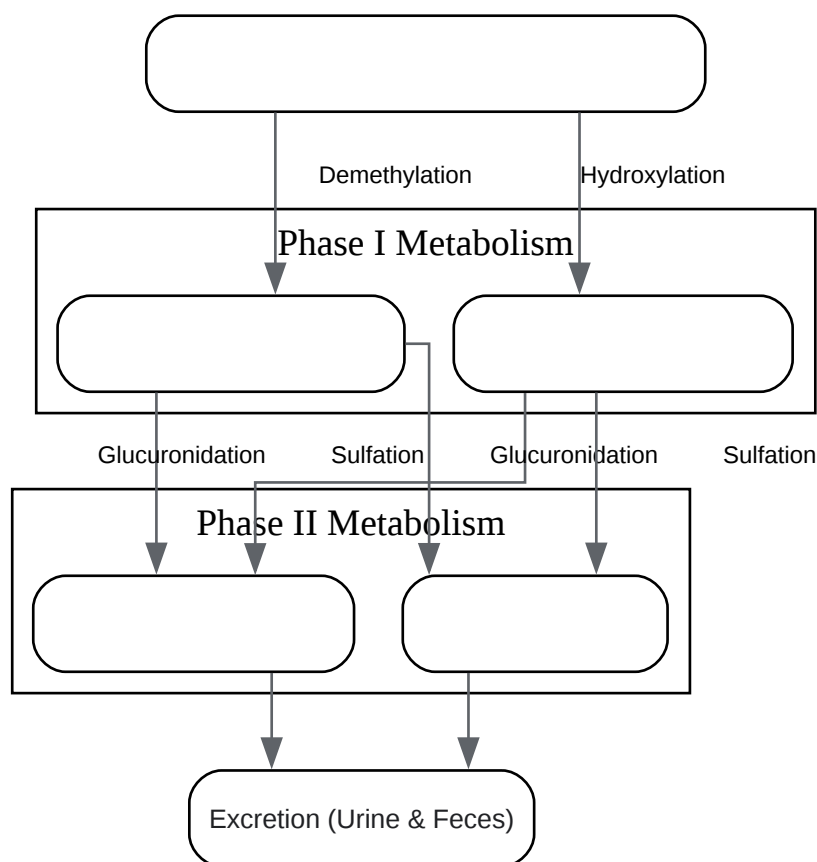 Demethylation
Hydroxylation
Phase I Metabolism
Glucuronidation
Sulfation
Glucuronidation
Sulfation
Phase II Metabolism
Excretion (Urine & Feces)